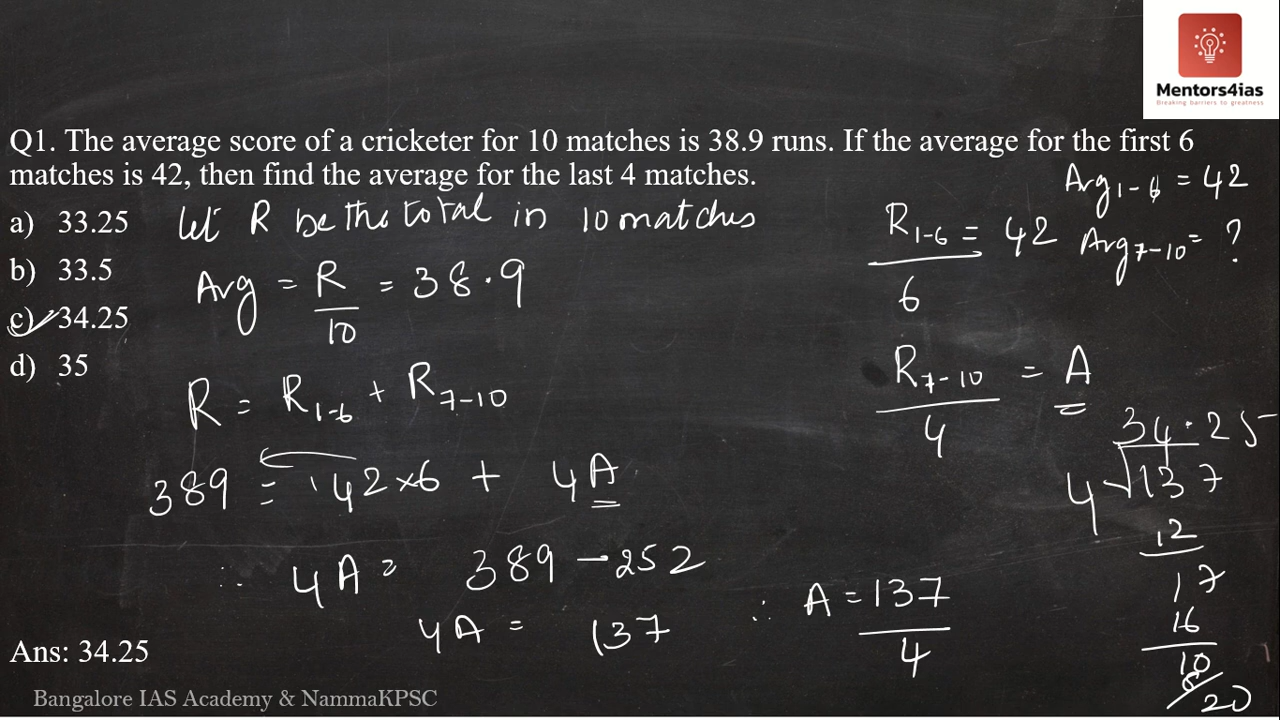 Mentors4ias
Breaking barriers to greatness
Q1. The average score of a cricketer for 10 matches is 38.9 runs. If the average for the first 6
matches is 42, then find the average for the last 4 matches.
a) 33.25
b) 33.5
c) 34.25
d) 35
let R be the total in 10 matches
Avg = R = 38.9
10
R = R1-6 + R7-10
389 = 42x6 + 4A
∴ 4A = 389 - 252
4A = 137
∴ A = 137
4
Avg1-6 = 42
Avg7-10 = ?
R1-6 = 42
6
R7-10 = A
4
34.25
4 137
12
17
16
10
8
20
Ans: 34.25
Bangalore IAS Academy & NammaKPSC